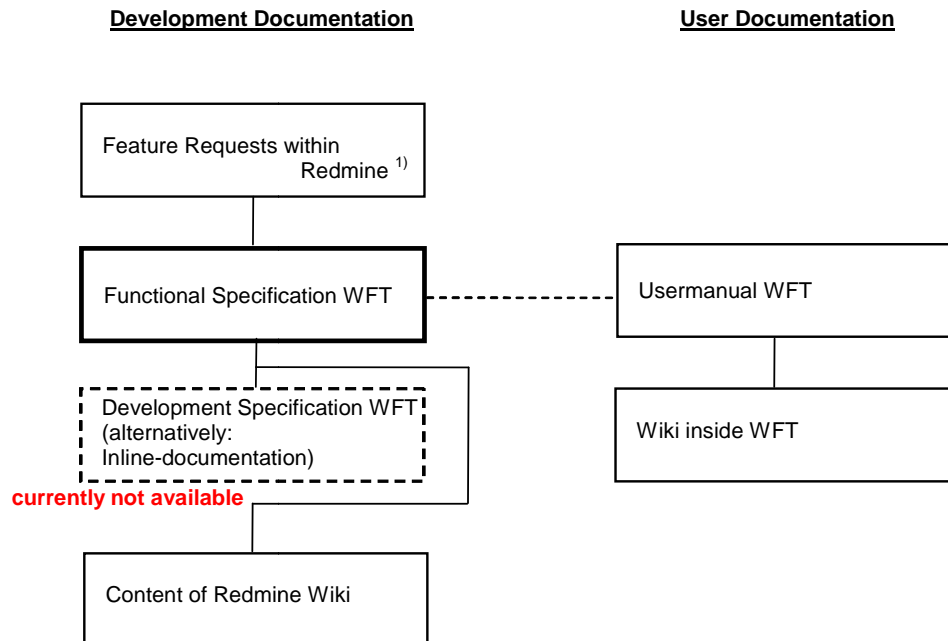 Development Documentation
User Documentation
Feature Requests within
Redmine 1)
Functional Specification WFT
Usermanual WFT
Development Specification WFT
(alternatively:
Inline-documentation)
Wiki inside WFT
currently not available
Content of Redmine Wiki